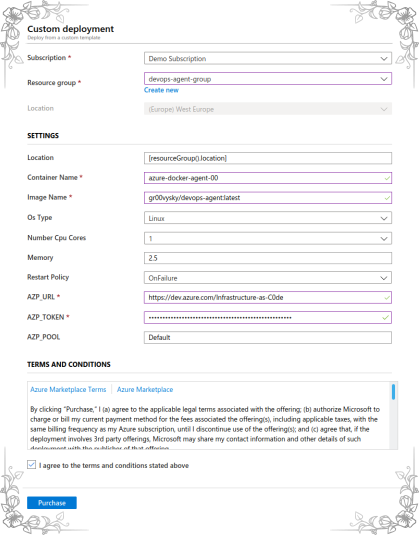 Custom deployment
Deploy from a custom template
Subscription *
Demo Subscription
Resource group *
devops-agent-group
Create new
Location
(Europe) West Europe
SETTINGS
Location
[resourceGroup().location]
Container Name *
azure-docker-agent-00
Image Name *
gr00vysky/devops-agent:latest
Os Type
Linux
Number Cpu Cores
1
Memory
2.5
Restart Policy
OnFailure
AZP_URL *
https://dev.azure.com/Infrastructure-as-C0de
AZP_TOKEN *
AZP_POOL
Default
TERMS AND CONDITIONS
Azure Marketplace Terms | Azure Marketplace
By clicking "Purchase," I (a) agree to the applicable legal terms associated with the offering; (b) authorize Microsoft to
charge or bill my current payment method for the fees associated the offering(s), including applicable taxes, with the
same billing frequency as my Azure subscription, until I discontinue use of the offering(s); and (c) agree that, if the
deployment involves 3rd party offerings, Microsoft may share my contact information and other details of such
deployment with the publisher of that offering.
I agree to the terms and conditions stated above
Purchase